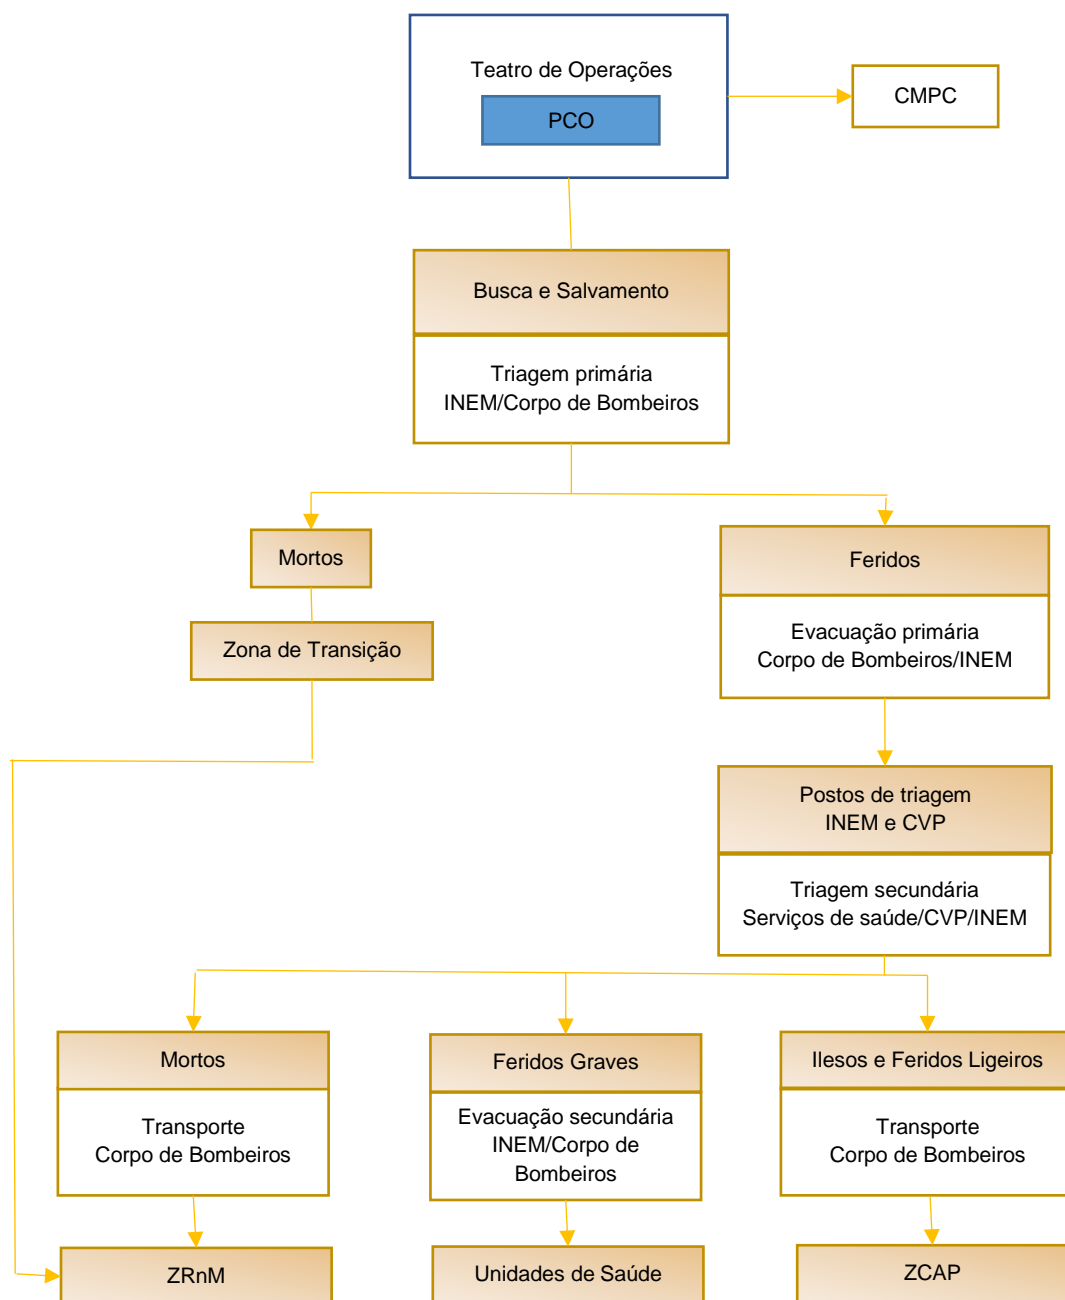 Teatro de Operações
PCO
CMPC
Busca e Salvamento
Triagem primária
INEM/Corpo de Bombeiros
Mortos
Zona de Transição
Feridos
Evacuação primária
Corpo de Bombeiros/INEM
Postos de triagem
INEM e CVP
Triagem secundária
Serviços de saúde/CVP/INEM
Mortos
Transporte
Corpo de Bombeiros
Feridos Graves
Evacuação secundária
INEM/Corpo de
Bombeiros
Ilesos e Feridos Ligeiros
Transporte
Corpo de Bombeiros
ZRnM
Unidades de Saúde
ZCAP